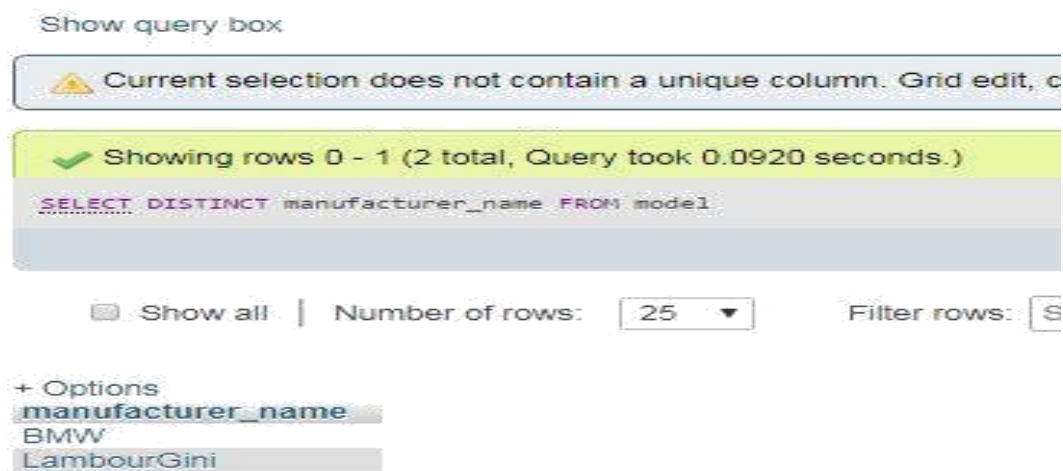 Show query box
Current selection does not contain a unique column. Grid edit, c
Showing rows 0 - 1 (2 total, Query took 0.0920 seconds.)
SELECT DISTINCT manufacturer_name FROM model
Show all | Number of rows: 25 Filter rows: S
+ Options
manufacturer_name
BMW
LambourGini